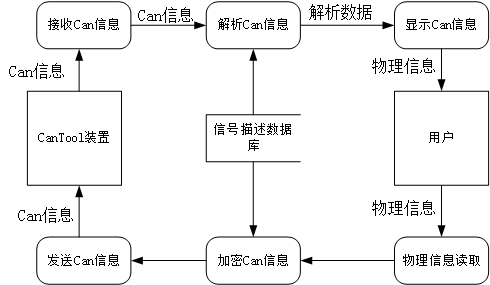 接收Can信息
Can信息
解析Can信息
解析数据
显示Can信息
Can信息
物理信息
CanTool装置
信号描述数据
库
用户
Can信息
物理信息
发送Can信息
加密Can信息
物理信息读取